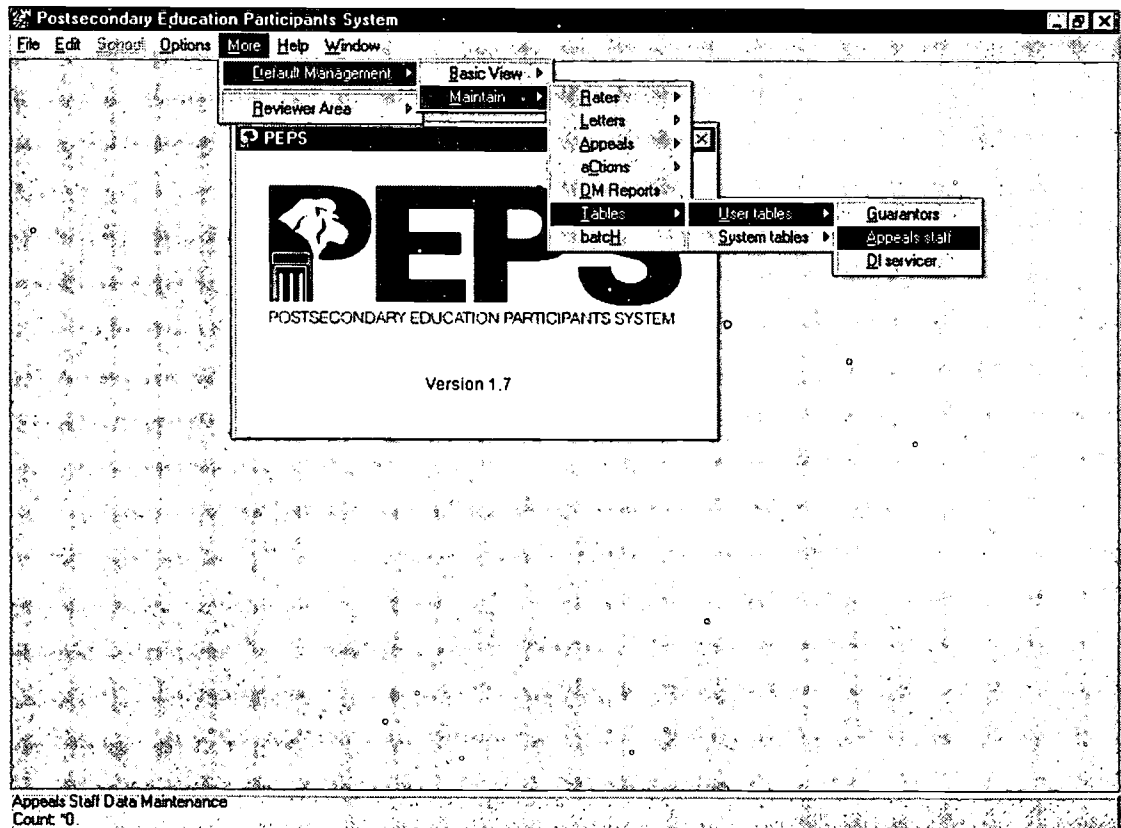 Postsecondary Education Participants System
File Edit School Options More Help Window
Default Management Basic View
Maintain Rates
Reviewer Area Letters
PEPS Appeals
aCtions
DM Reports
Tables User tables Guarantors
batcH System tables Appeals staff
DI servicer
PEPS
POSTSECONDARY EDUCATION PARTICIPANTS SYSTEM
Version 1.7
Appeals Staff Data Maintenance
Count: *0